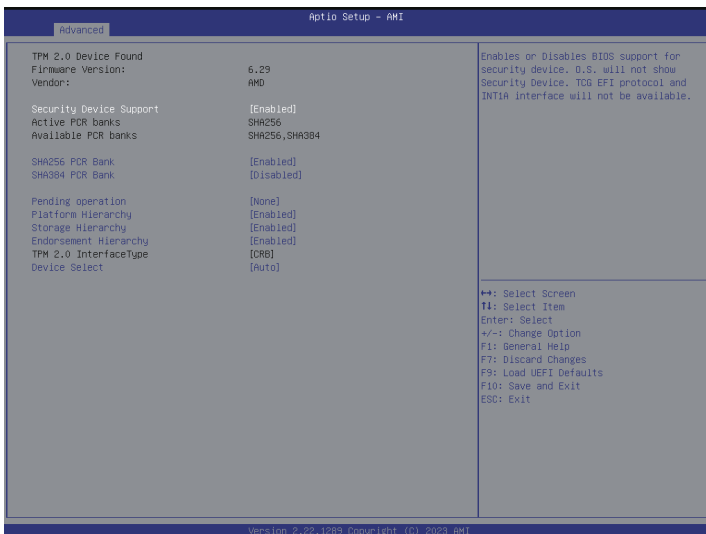 Aptio Setup - AMI
Advanced
TPM 2.0 Device Found
Firmware Version: 6.29
Vendor: AMD
Security Device Support [Enabled]
Active PCR banks SHA256
Available PCR banks SHA256,SHA384
SHA256 PCR Bank [Enabled]
SHA384 PCR Bank [Disabled]
Pending operation [None]
Platform Hierarchy [Enabled]
Storage Hierarchy [Enabled]
Endorsement Hierarchy [Enabled]
TPM 2.0 InterfaceType [CRB]
Device Select [Auto]
Enables or Disables BIOS support for
security device. O.S. will not show
Security Device. TCG EFI protocol and
INT1A interface will not be available.
↔: Select Screen
↑↓: Select Item
Enter: Select
+/-: Change Option
F1: General Help
F7: Discard Changes
F9: Load UEFI Defaults
F10: Save and Exit
ESC: Exit
Version 2.22.1289 Copyright (C) 2023 AMI